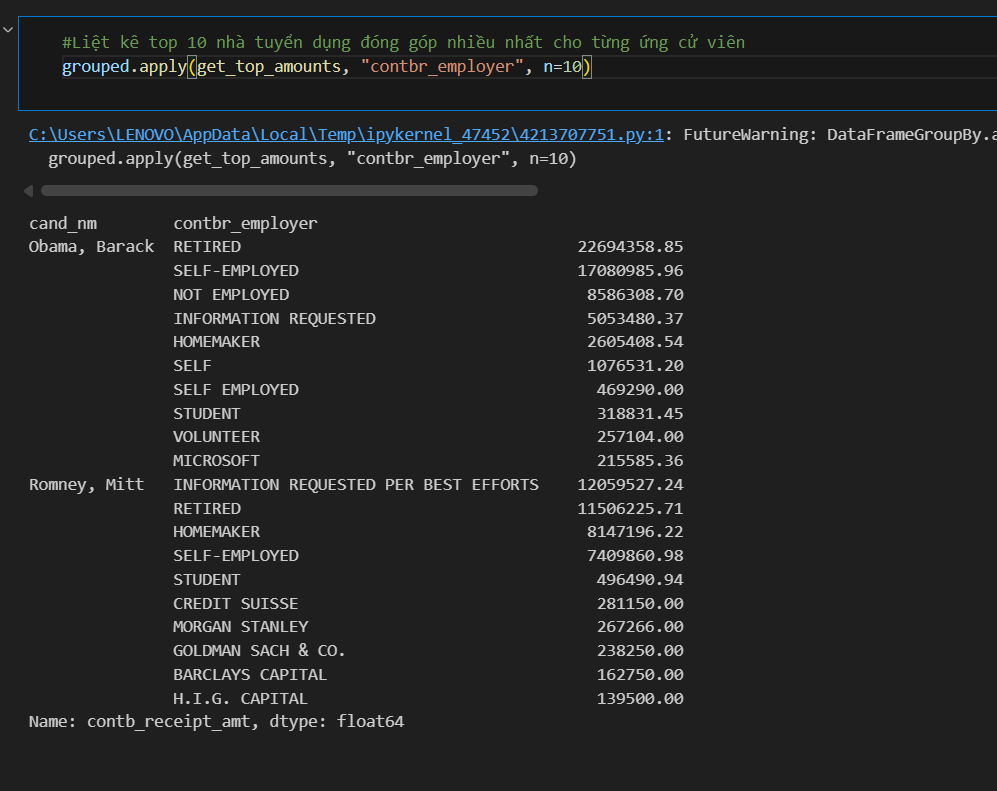 #Liệt kê top 10 nhà tuyển dụng đóng góp nhiều nhất cho từng ứng cử viên
grouped.apply(get_top_amounts, "contbr_employer", n=10)
C:\Users\LENOVO\AppData\Local\Temp\ipykernel_47452\4213707751.py:1: FutureWarning: DataFrameGroupBy.a
grouped.apply(get_top_amounts, "contbr_employer", n=10)
cand_nm contbr_employer
Obama, Barack RETIRED 22694358.85
SELF-EMPLOYED 17080985.96
NOT EMPLOYED 8586308.70
INFORMATION REQUESTED 5053480.37
HOMEMAKER 2605408.54
SELF 1076531.20
SELF EMPLOYED 469290.00
STUDENT 318831.45
VOLUNTEER 257104.00
MICROSOFT 215585.36
Romney, Mitt INFORMATION REQUESTED PER BEST EFFORTS 12059527.24
RETIRED 11506225.71
HOMEMAKER 8147196.22
SELF-EMPLOYED 7409860.98
STUDENT 496490.94
CREDIT SUISSE 281150.00
MORGAN STANLEY 267266.00
GOLDMAN SACH & CO. 238250.00
BARCLAYS CAPITAL 162750.00
H.I.G. CAPITAL 139500.00
Name: contb_receipt_amt, dtype: float64